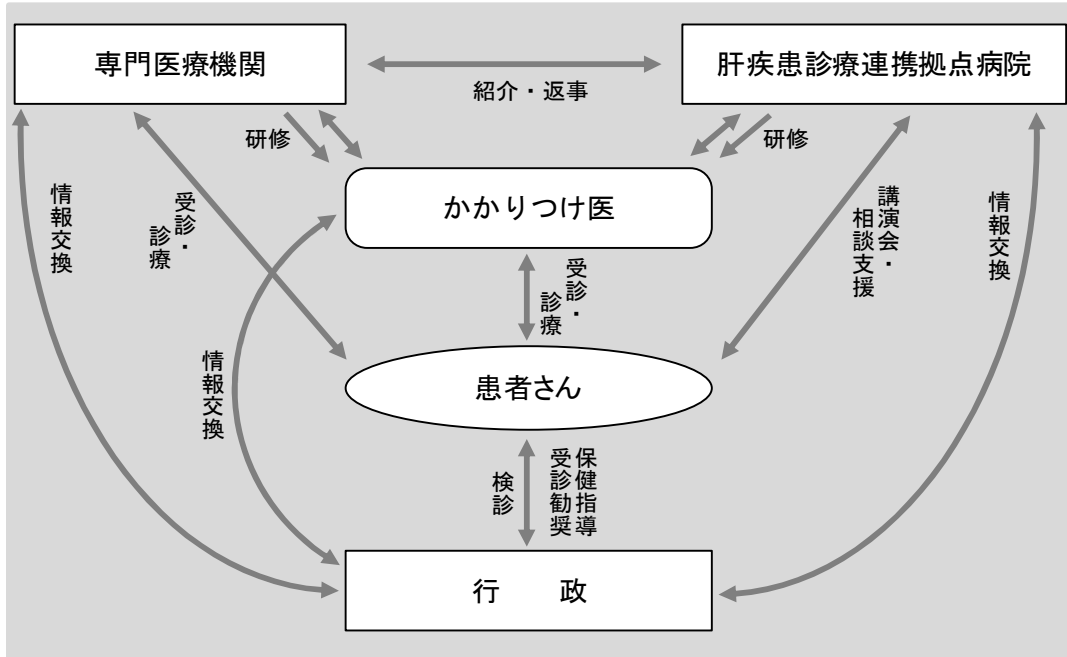 専門医療機関
肝疾患診療連携拠点病院
紹介・返事
研修
研修
かかりつけ医
情報交換
受診・
診療
講演会・
相談支援
情報交換
受診・
診療
情報交換
患者さん
検診
保健指導
受診勧奨
行　　政